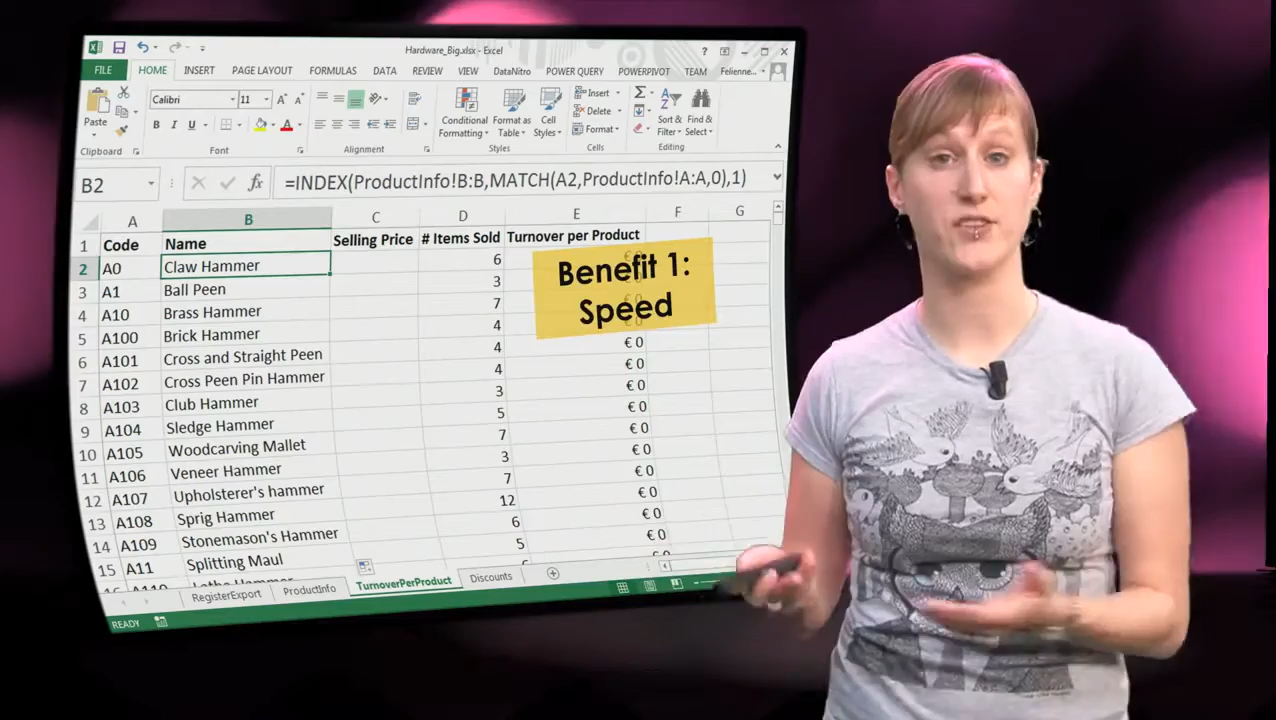 Hardware_Big.xlsx - Excel
FILE HOME INSERT PAGE LAYOUT FORMULAS DATA REVIEW VIEW DataNitro POWER QUERY POWERPIVOT TEAM Felienne...
Calibri 11
Paste
B I U
Conditional Formatting
Format as Table
Cell Styles
Insert
Delete
Format
Sort & Filter
Find & Select
Clipboard Font Alignment Styles Cells Editing
B2 fx =INDEX(ProductInfo!B:B,MATCH(A2,ProductInfo!A:A,0),1)
A B C D E F G
1 Code Name Selling Price # Items Sold Turnover per Product
2 A0 Claw Hammer 6
3 A1 Ball Peen 3
4 A10 Brass Hammer 7
5 A100 Brick Hammer 4 € 0
6 A101 Cross and Straight Peen 4 € 0
7 A102 Cross Peen Pin Hammer 4 € 0
8 A103 Club Hammer 3 € 0
9 A104 Sledge Hammer 5 € 0
10 A105 Woodcarving Mallet 7 € 0
11 A106 Veneer Hammer 3 € 0
12 A107 Upholsterer's hammer 7 € 0
13 A108 Sprig Hammer 12 € 0
14 A109 Stonemason's Hammer 6 € 0
15 A11 Splitting Maul 5
Benefit 1:
Speed
RegisterExport ProductInfo TurnoverPerProduct Discounts
READY